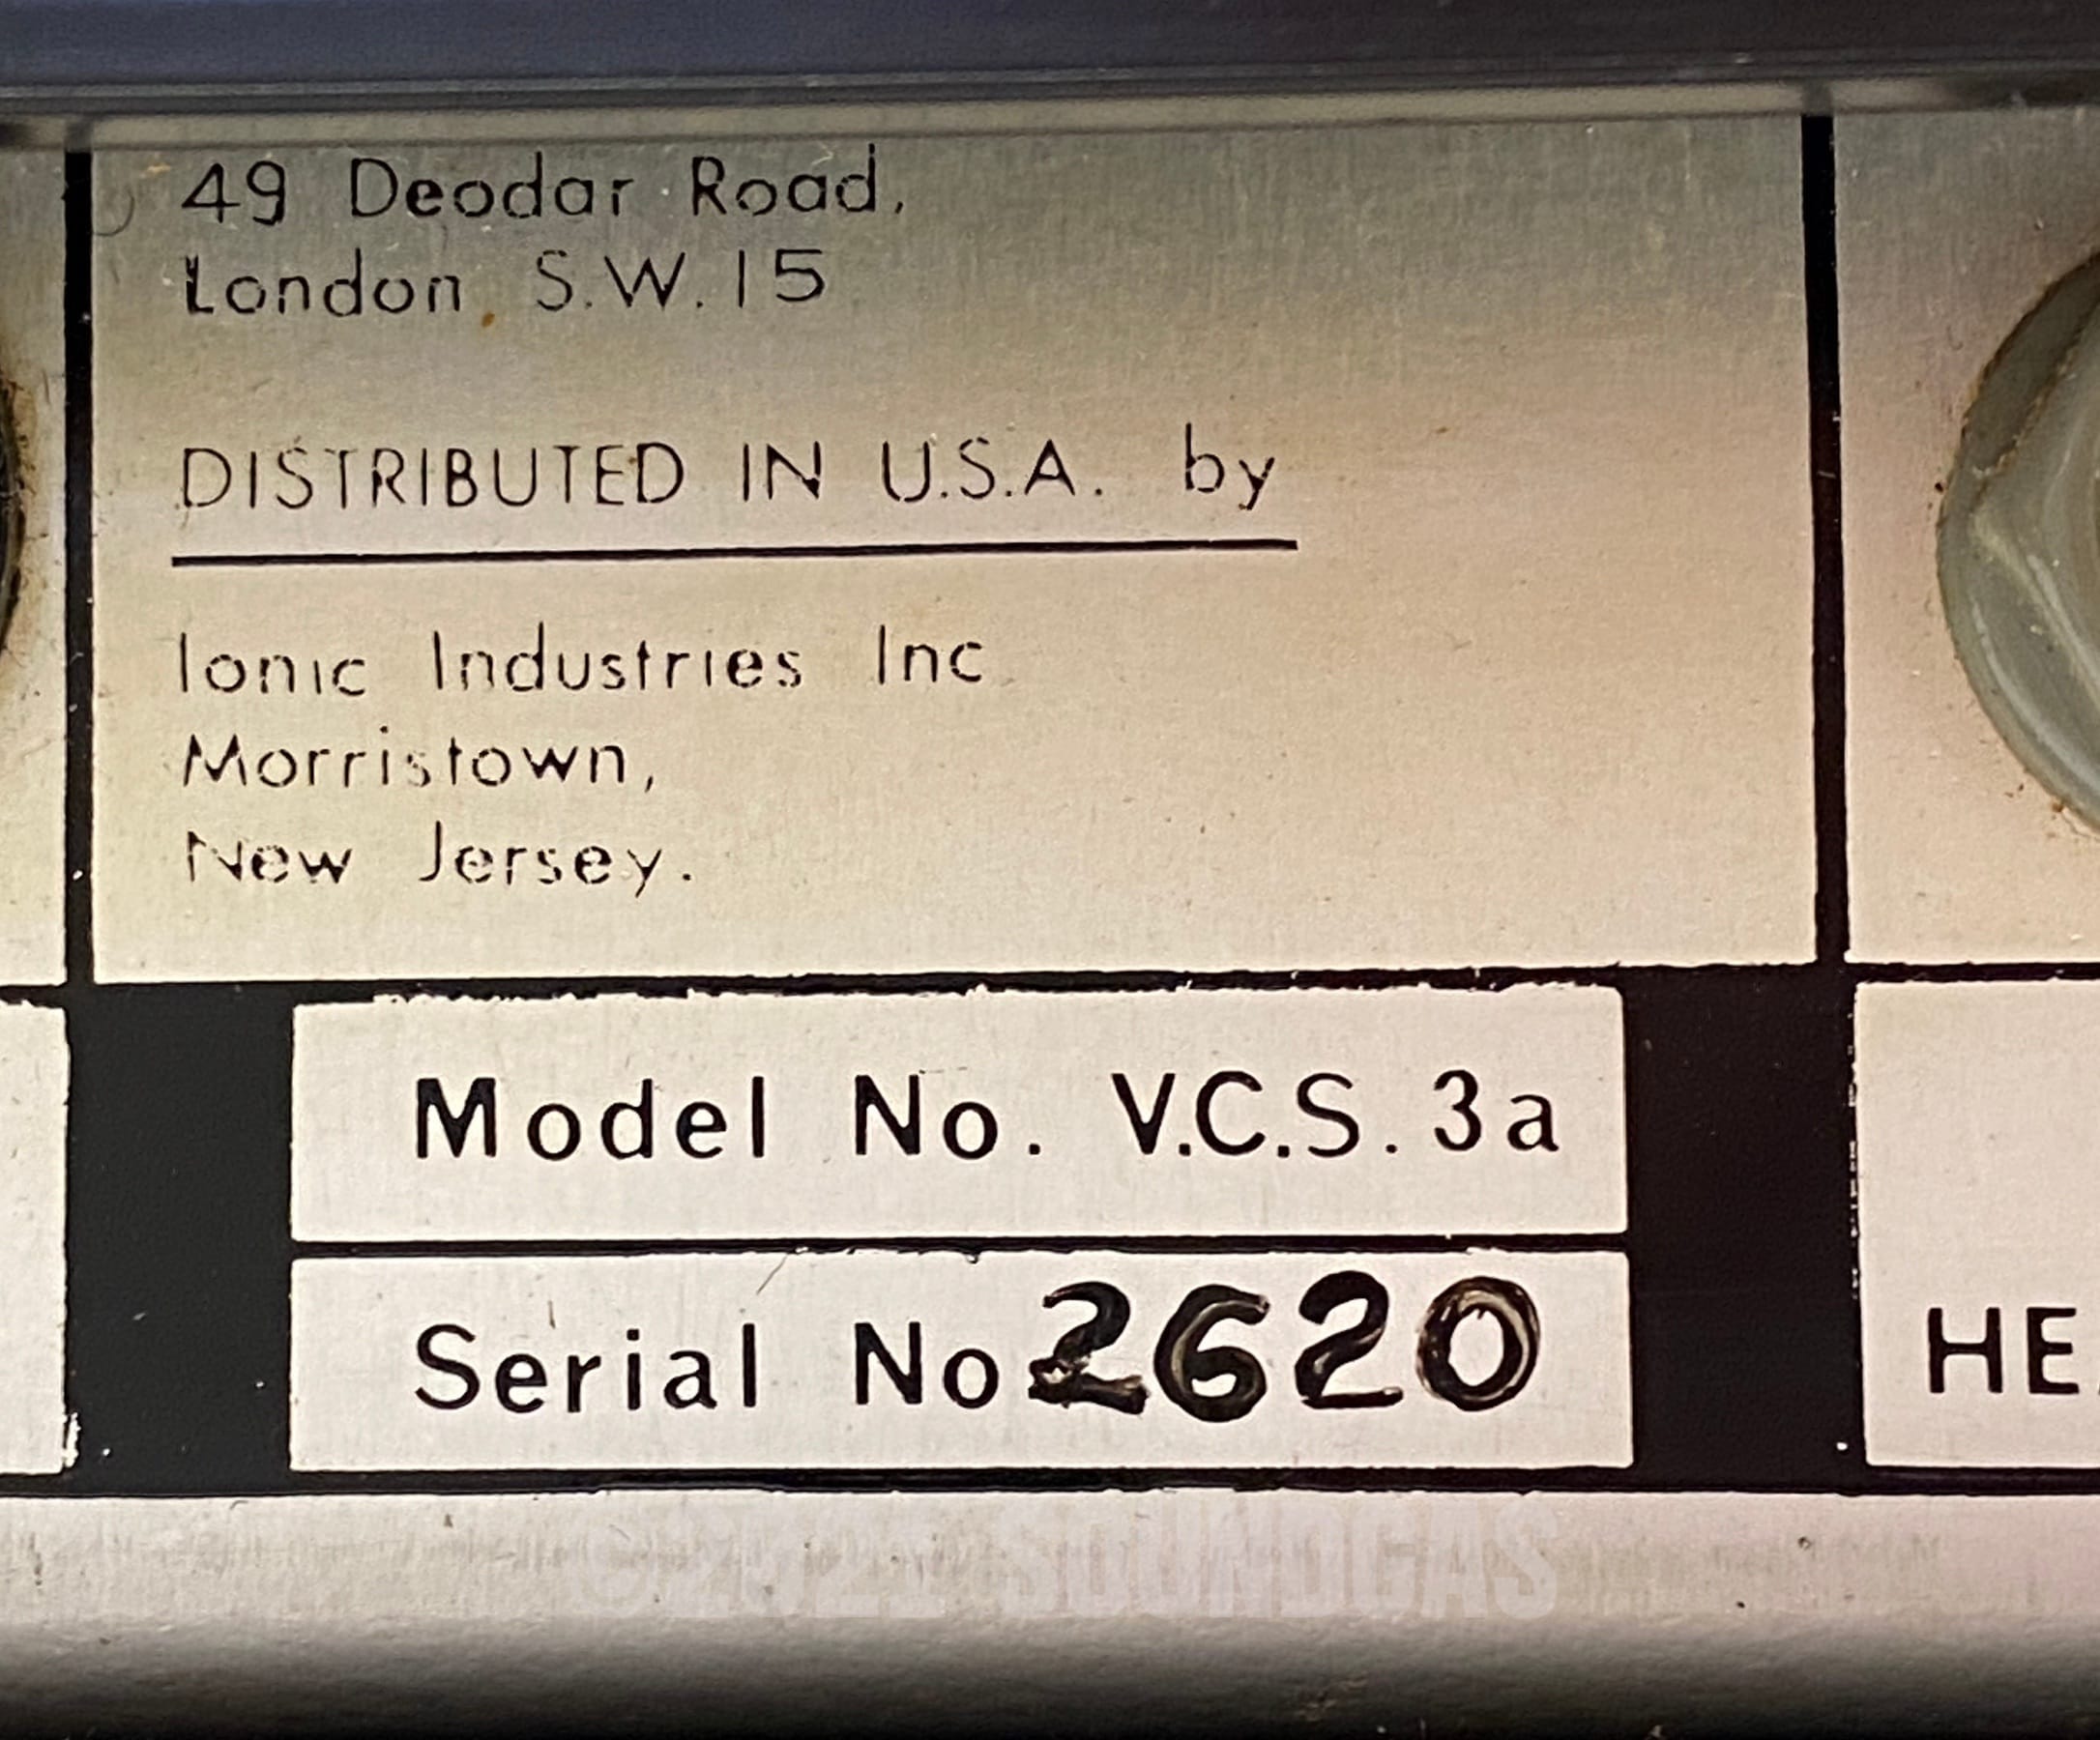 49 Deodar Road,
London S.W.15
DISTRIBUTED IN U.S.A. by
Ionic Industries Inc
Morristown,
New Jersey.
Model No. V.C.S.3a
Serial No 2620
HE
SOUNDGAS